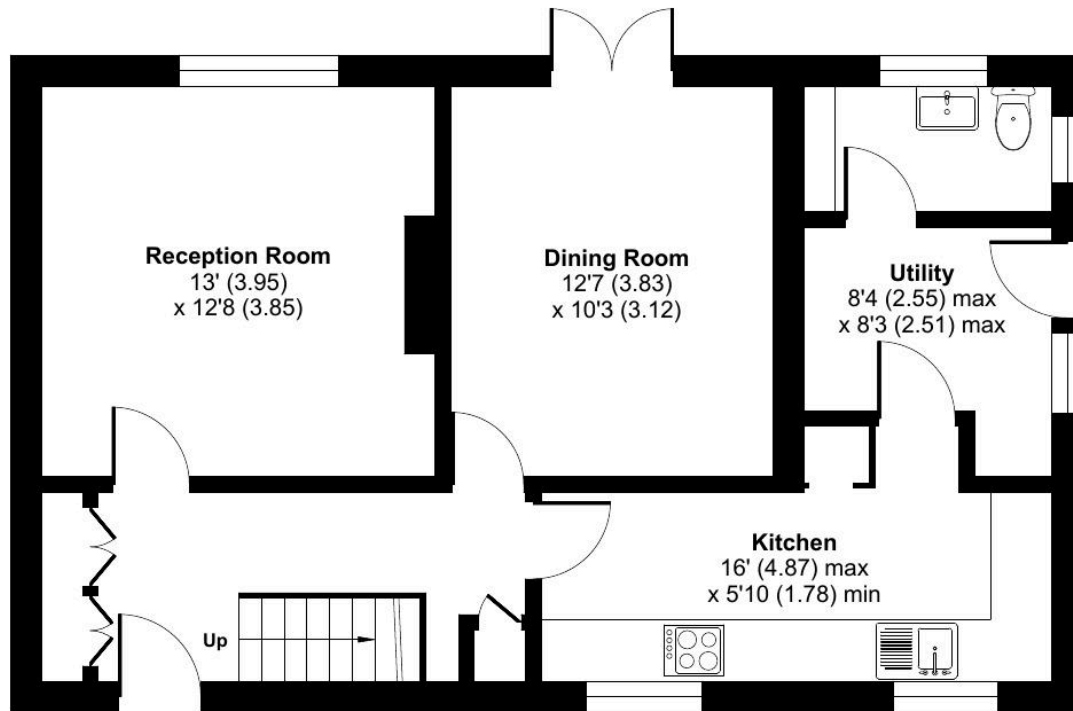 Reception Room
13' (3.95)
x 12'8 (3.85)
Dining Room
12'7 (3.83)
x 10'3 (3.12)
Utility
8'4 (2.55) max
x 8'3 (2.51) max
Kitchen
16' (4.87) max
x 5'10 (1.78) min
Up